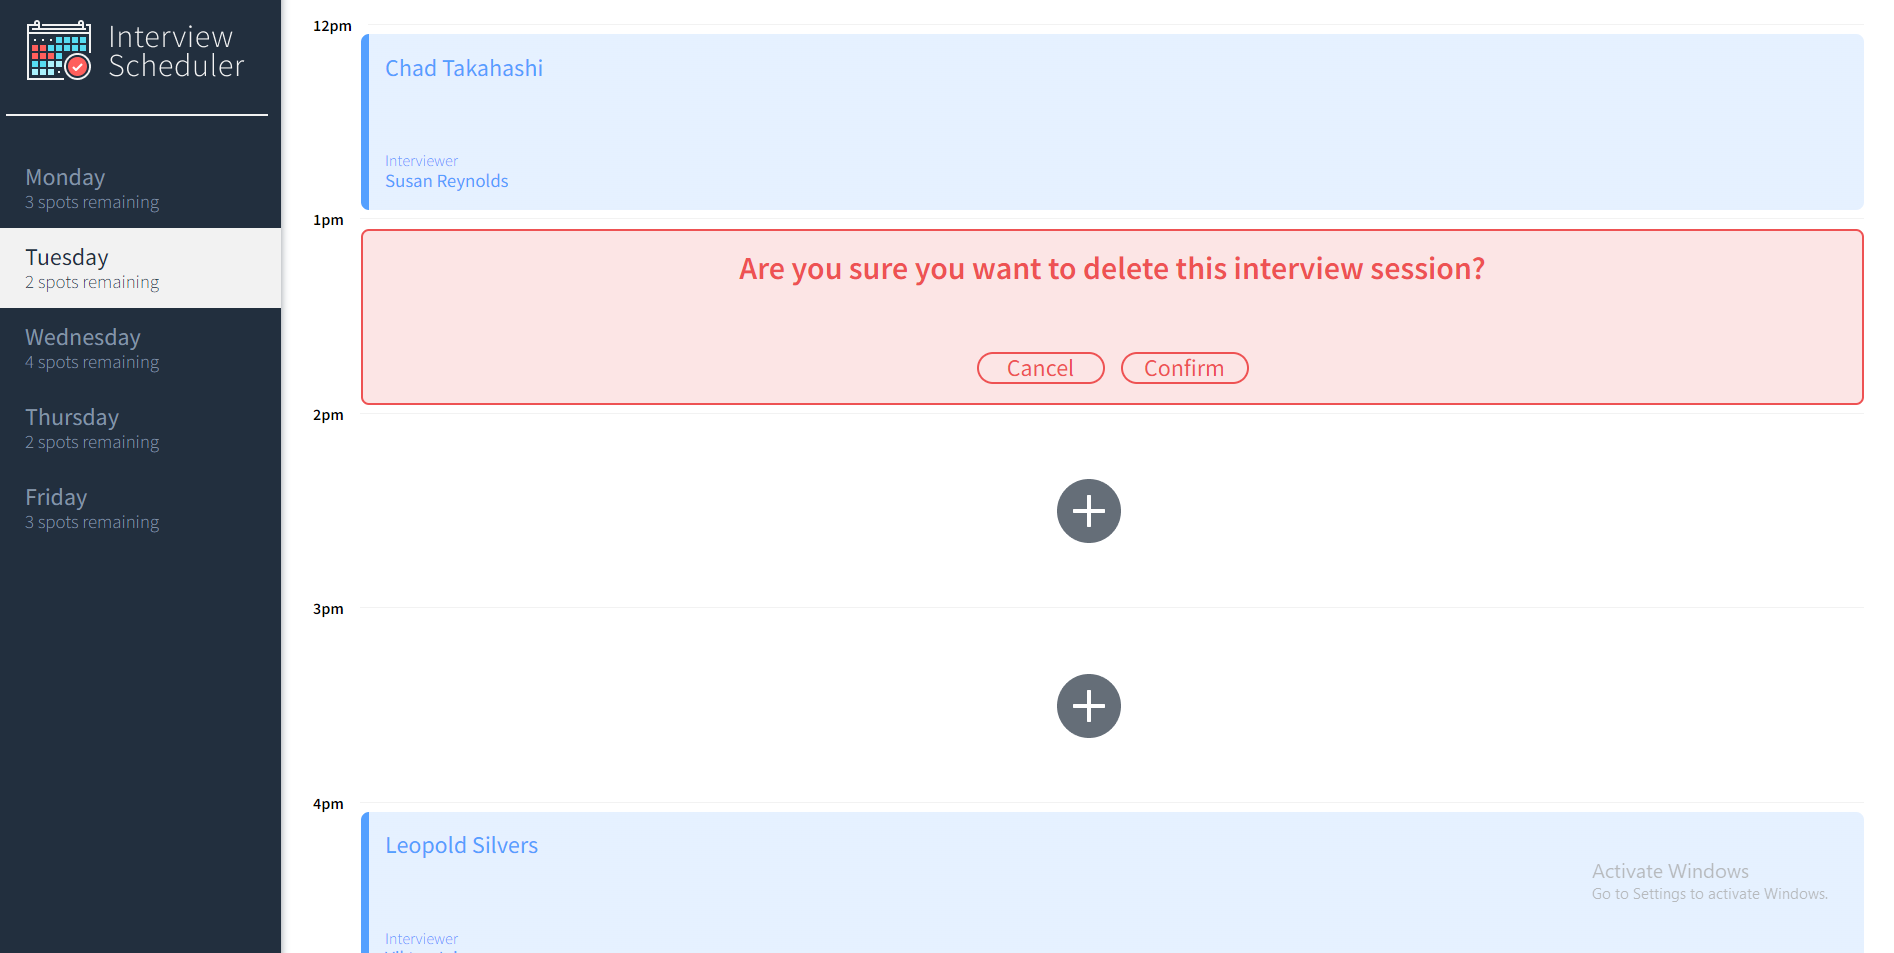 Interview
Scheduler
Monday
3 spots remaining
Tuesday
2 spots remaining
Wednesday
4 spots remaining
Thursday
2 spots remaining
Friday
3 spots remaining
12pm
Chad Takahashi
Interviewer
Susan Reynolds
1pm
Are you sure you want to delete this interview session?
Cancel Confirm
2pm
3pm
4pm
Leopold Silvers
Interviewer
Activate Windows
Go to Settings to activate Windows.